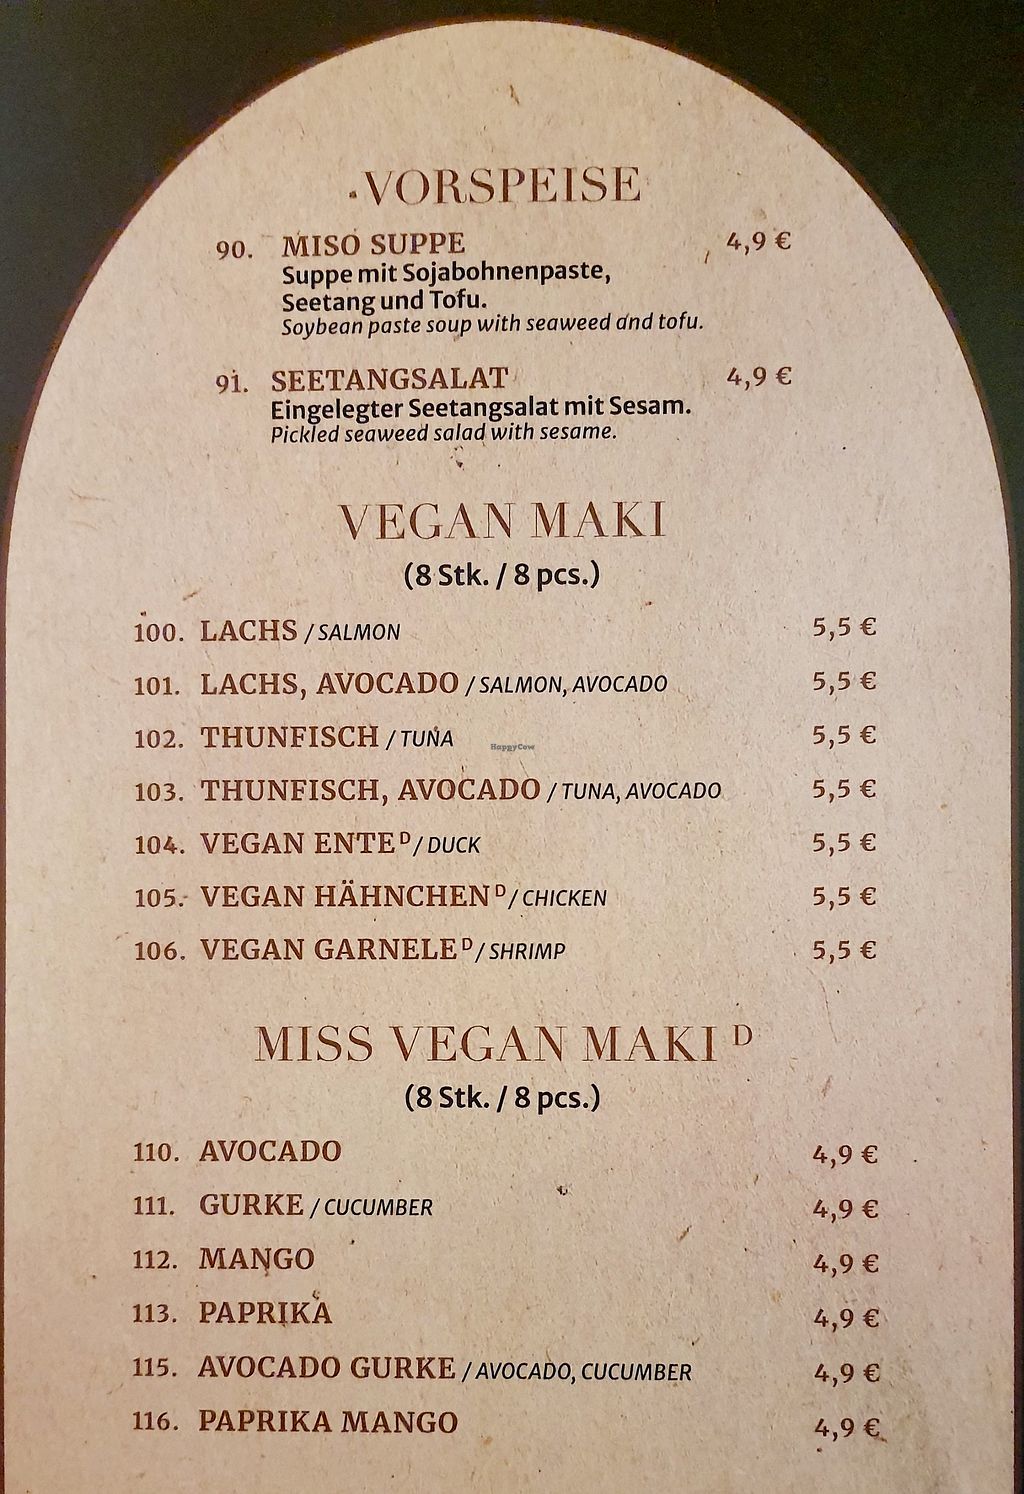 VORSPEISE
90. MISO SUPPE 4,9 €
Suppe mit Sojabohnenpaste,
Seetang und Tofu.
Soybean paste soup with seaweed and tofu.
91. SEETANGSALAT 4,9 €
Eingelegter Seetangsalat mit Sesam.
Pickled seaweed salad with sesame.
VEGAN MAKI
(8 Stk. / 8 pcs.)
100. LACHS / SALMON 5,5 €
101. LACHS, AVOCADO / SALMON, AVOCADO 5,5 €
102. THUNFISCH / TUNA 5,5 €
HappyCow
103. THUNFISCH, AVOCADO / TUNA, AVOCADO 5,5 €
104. VEGAN ENTE D / DUCK 5,5 €
105. VEGAN HÄHNCHEN D / CHICKEN 5,5 €
106. VEGAN GARNELE D / SHRIMP 5,5 €
MISS VEGAN MAKI D
(8 Stk. / 8 pcs.)
110. AVOCADO 4,9 €
111. GURKE / CUCUMBER 4,9 €
112. MANGO 4,9 €
113. PAPRIKA 4,9 €
115. AVOCADO GURKE / AVOCADO, CUCUMBER 4,9 €
116. PAPRIKA MANGO 4,9 €